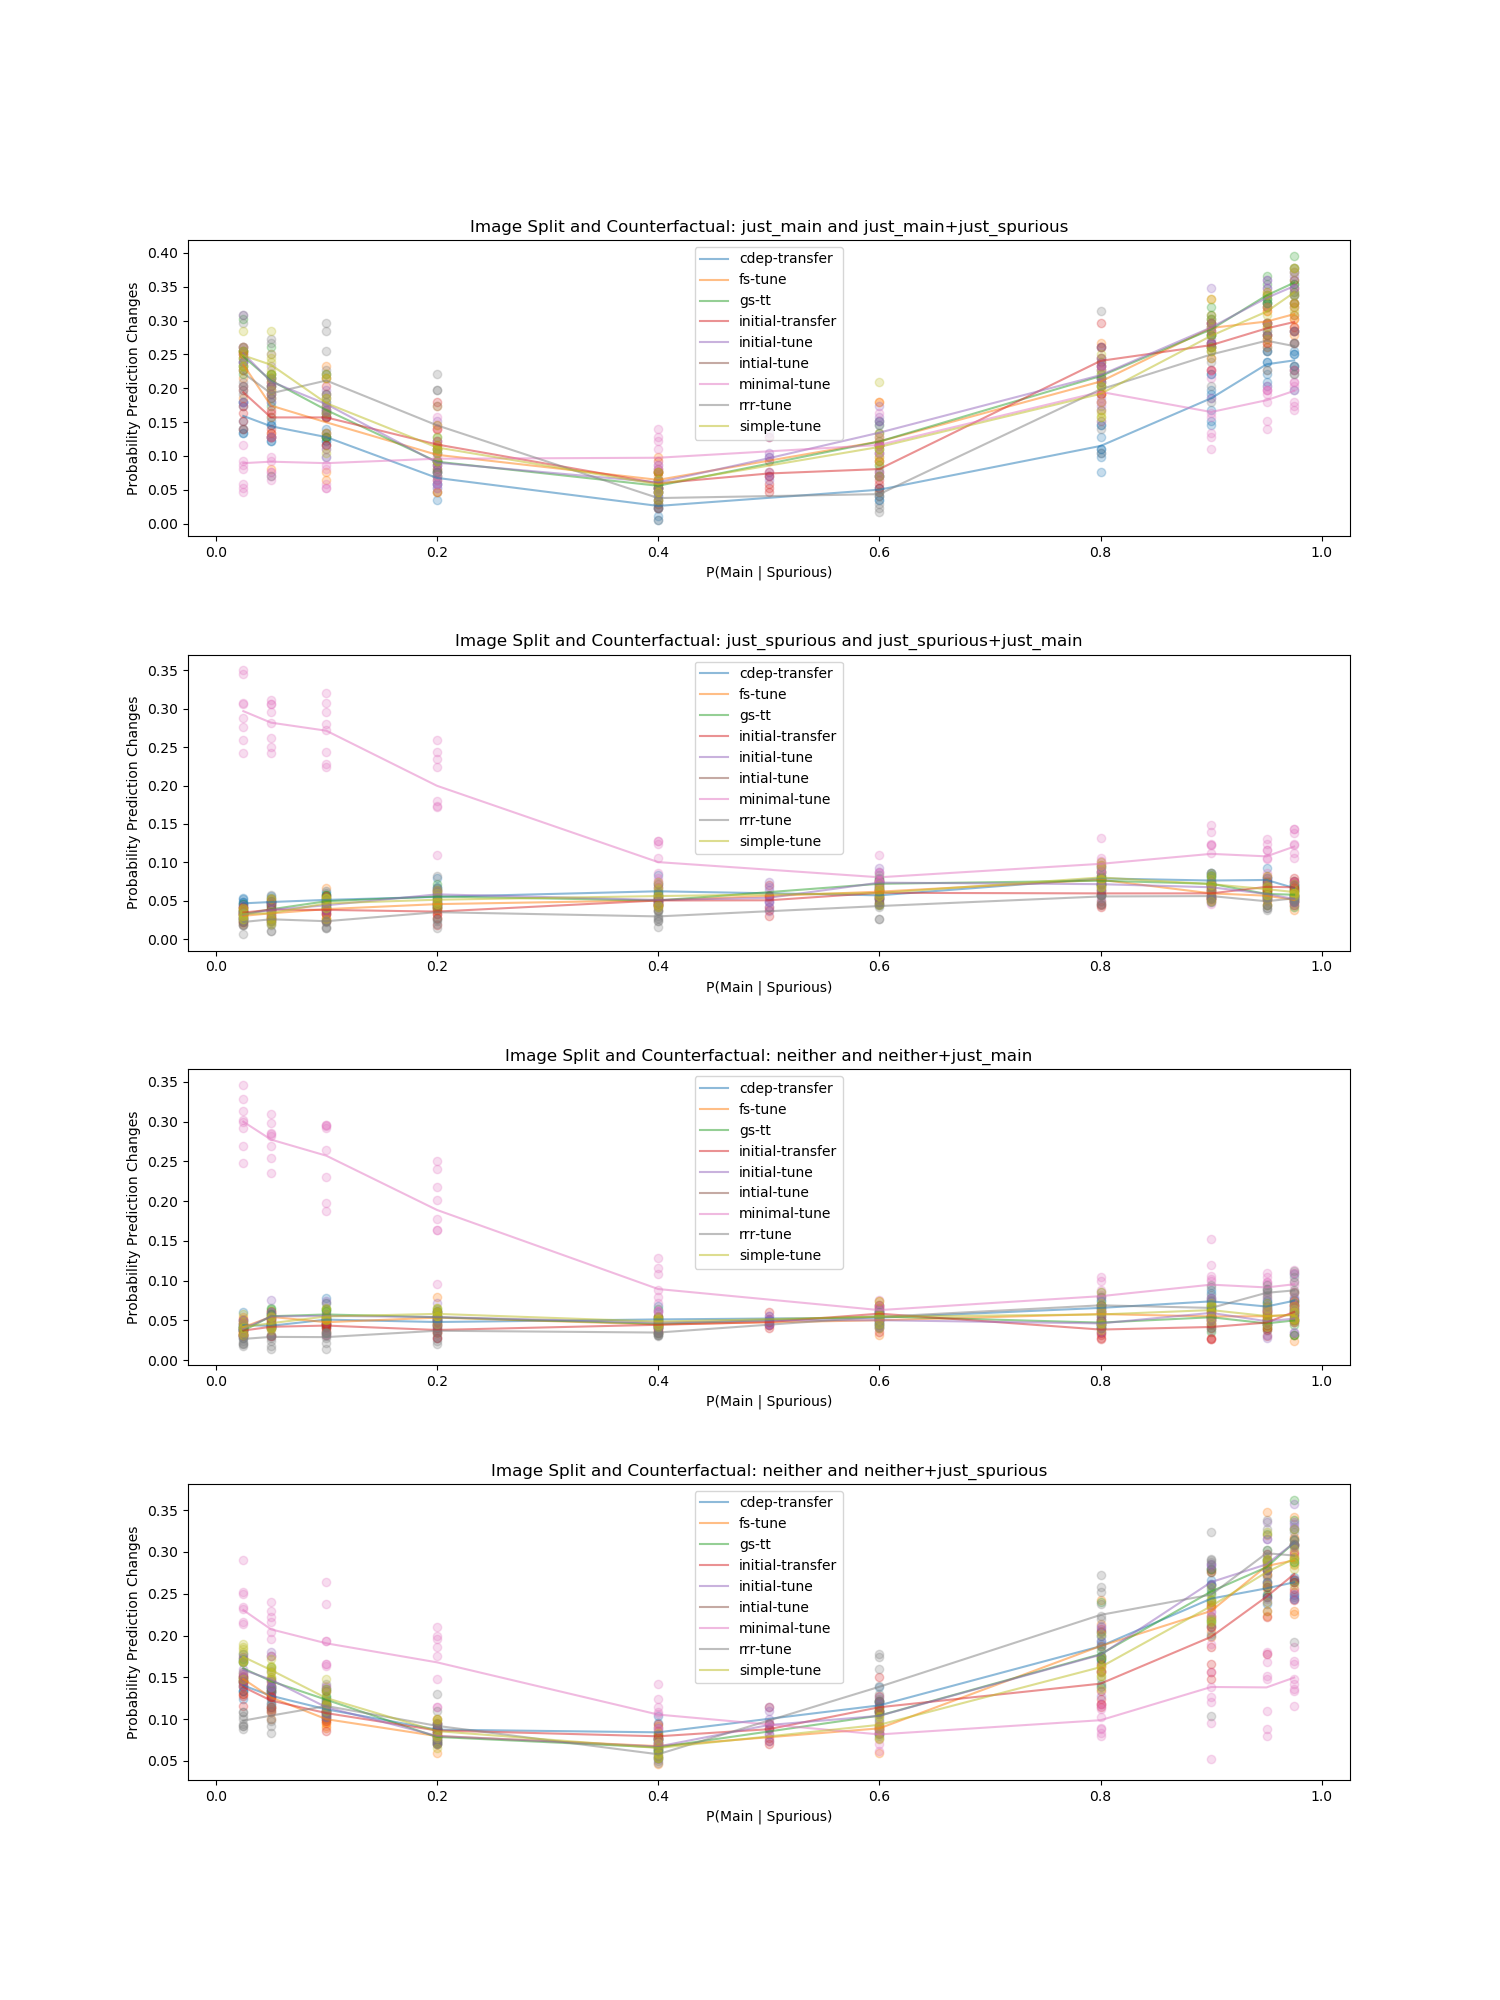 Image Split and Counterfactual: just_main and just_main+just_spurious
0.40
0.35
0.30
0.25
0.20
0.15
0.10
0.05
0.00
Probability Prediction Changes
cdep-transfer
fs-tune
gs-tt
initial-transfer
initial-tune
intial-tune
minimal-tune
rrr-tune
simple-tune
0.0 0.2 0.4 0.6 0.8 1.0
P(Main | Spurious)
Image Split and Counterfactual: just_spurious and just_spurious+just_main
0.35
0.30
0.25
0.20
0.15
0.10
0.05
0.00
Probability Prediction Changes
cdep-transfer
fs-tune
gs-tt
initial-transfer
initial-tune
intial-tune
minimal-tune
rrr-tune
simple-tune
0.0 0.2 0.4 0.6 0.8 1.0
P(Main | Spurious)
Image Split and Counterfactual: neither and neither+just_main
0.35
0.30
0.25
0.20
0.15
0.10
0.05
0.00
Probability Prediction Changes
cdep-transfer
fs-tune
gs-tt
initial-transfer
initial-tune
intial-tune
minimal-tune
rrr-tune
simple-tune
0.0 0.2 0.4 0.6 0.8 1.0
P(Main | Spurious)
Image Split and Counterfactual: neither and neither+just_spurious
0.35
0.30
0.25
0.20
0.15
0.10
0.05
Probability Prediction Changes
cdep-transfer
fs-tune
gs-tt
initial-transfer
initial-tune
intial-tune
minimal-tune
rrr-tune
simple-tune
0.0 0.2 0.4 0.6 0.8 1.0
P(Main | Spurious)